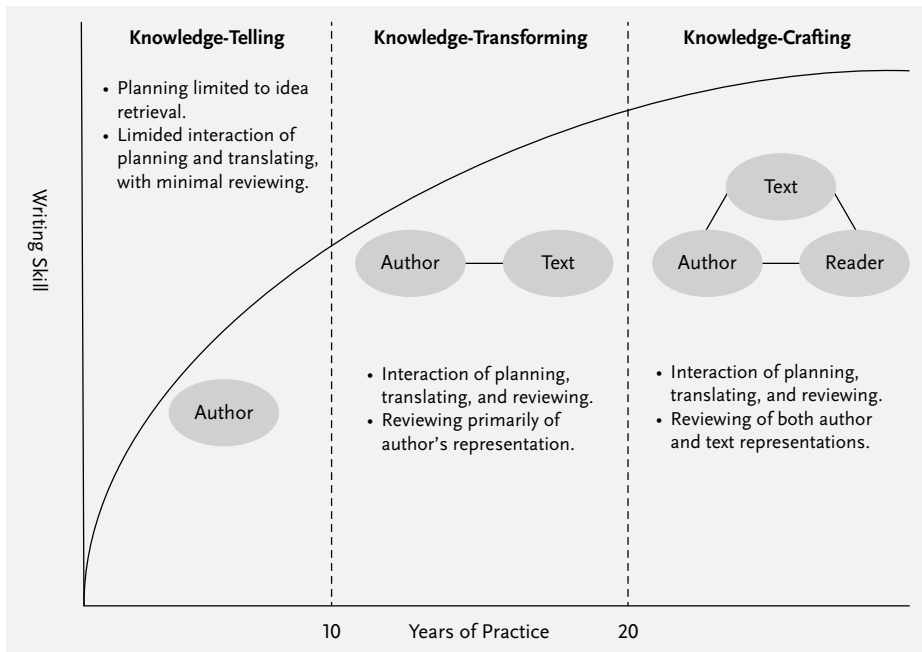 Knowledge-Telling
• Planning limited to idea
retrieval.
• Limided interaction of
planning and translating,
with minimal reviewing.
Author
Knowledge-Transforming
Author
Text
• Interaction of planning,
translating, and reviewing.
• Reviewing primarily of
author’s representation.
Knowledge-Crafting
Text
Author
Reader
• Interaction of planning,
translating, and reviewing.
• Reviewing of both author
and text representations.
Writing Skill
10
Years of Practice
20